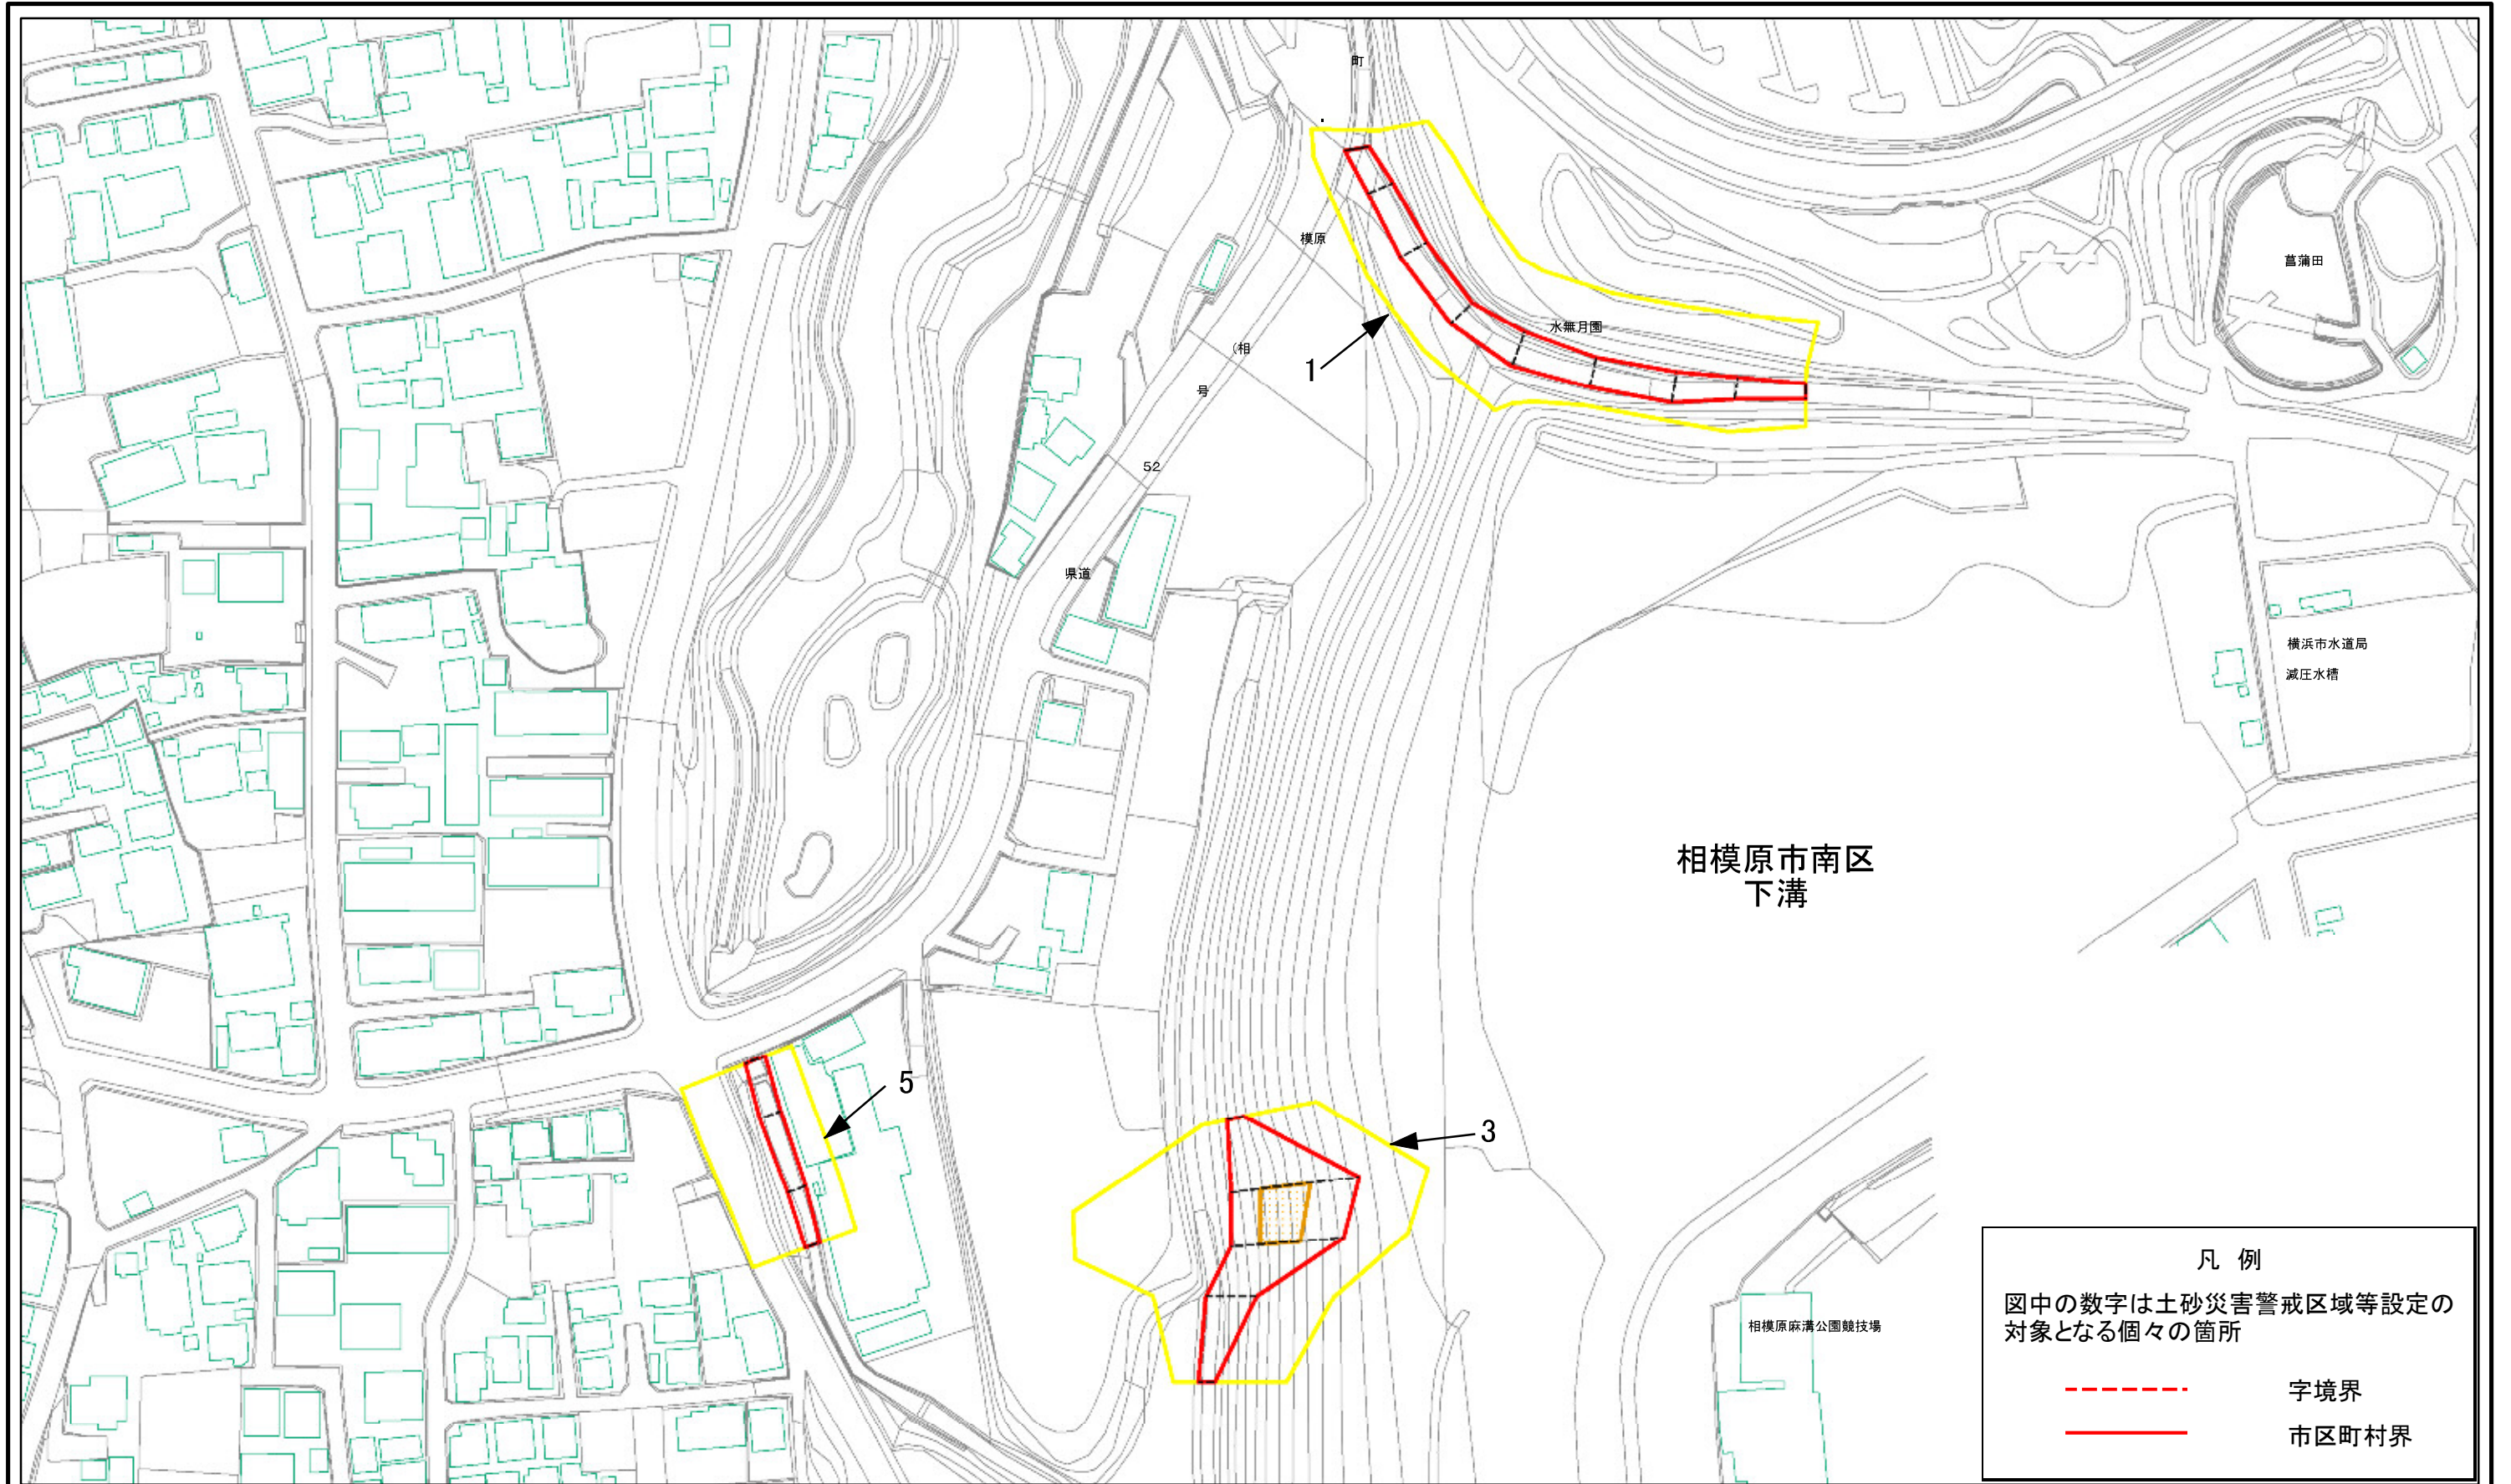 町
模原
菖蒲田
水無月園
(相
1
号
52
県道
横浜市水道局
減圧水槽
相模原市南区
下溝
5
3
相模原麻溝公園競技場
凡 例
図中の数字は土砂災害警戒区域等設定の
対象となる個々の箇所
字境界
市区町村界